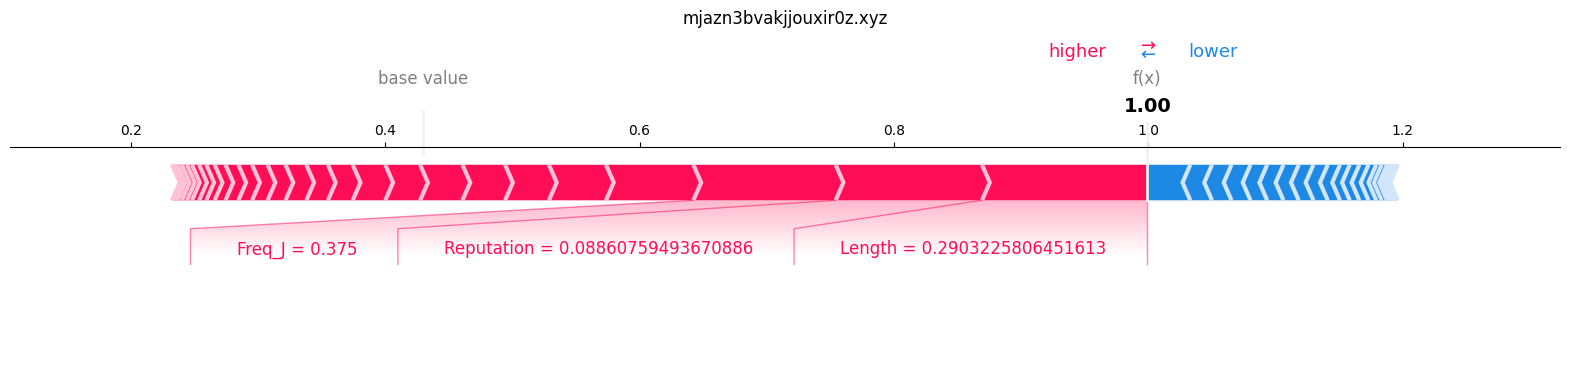 mjazn3bvakjjouxir0z.xyz
higher ⇄ lower
base value f(x)
1.00
0.2 0.4 0.6 0.8 1.0 1.2
Freq_J = 0.375 Reputation = 0.08860759493670886 Length = 0.2903225806451613